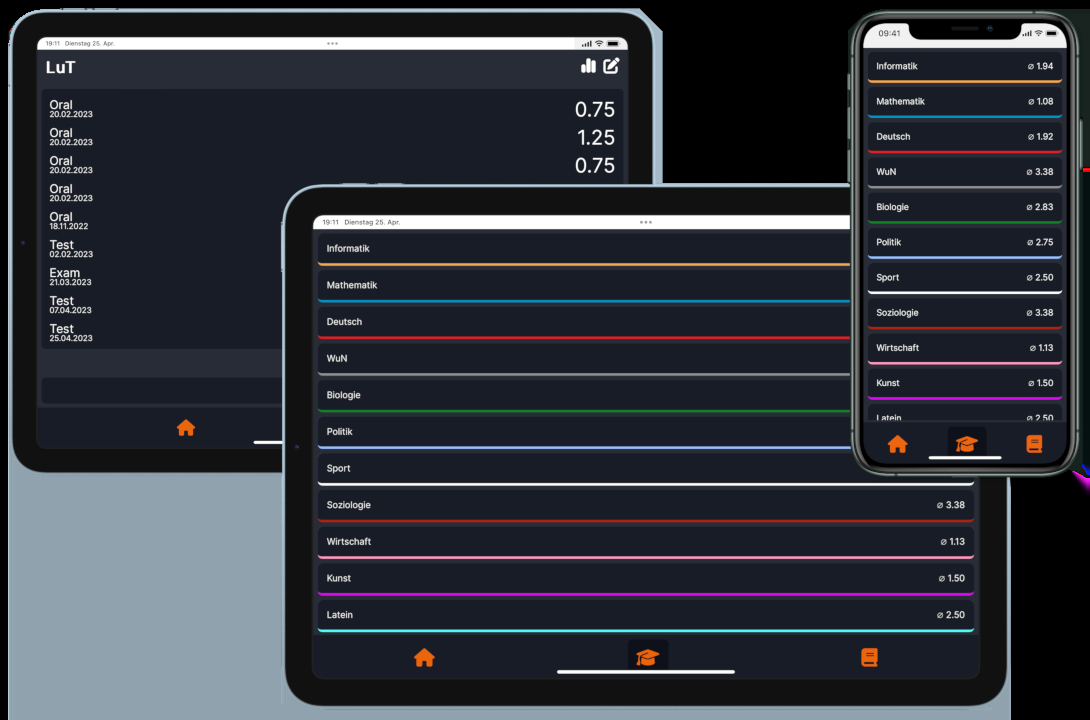 19:11 Dienstag 25. Apr.
LuT
Oral
20.02.2023
0.75
Oral
20.02.2023
1.25
Oral
20.02.2023
0.75
Oral
20.02.2023
Oral
18.11.2022
Test
02.02.2023
Exam
21.03.2023
Test
07.04.2023
Test
25.04.2023
19:11 Dienstag 25. Apr.
Informatik
Mathematik
Deutsch
WuN
Biologie
Politik
Sport
Soziologie ⌀ 3.38
Wirtschaft ⌀ 1.13
Kunst ⌀ 1.50
Latein ⌀ 2.50
09:41
Informatik ⌀ 1.94
Mathematik ⌀ 1.08
Deutsch ⌀ 1.92
WuN ⌀ 3.38
Biologie ⌀ 2.83
Politik ⌀ 2.75
Sport ⌀ 2.50
Soziologie ⌀ 3.38
Wirtschaft ⌀ 1.13
Kunst ⌀ 1.50
Latein ⌀ 2.50